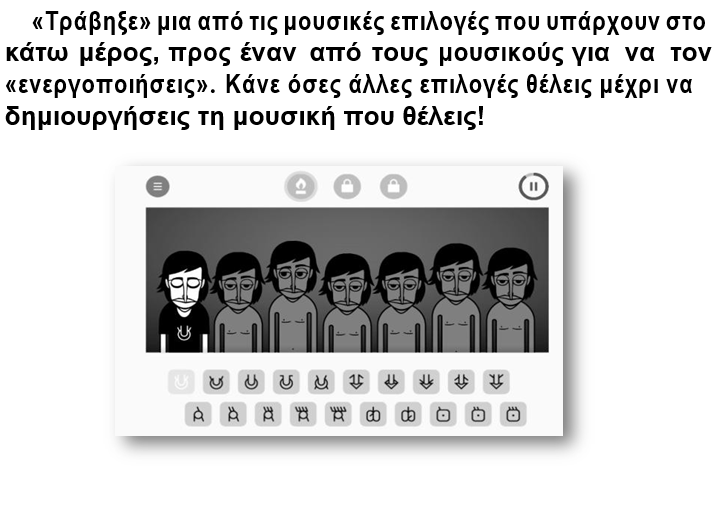 «Τράβηξε» μια από τις μουσικές επιλογές που υπάρχουν στο
κάτω μέρος, προς έναν από τους μουσικούς για να τον
«ενεργοποιήσεις». Κάνε όσες άλλες επιλογές θέλεις μέχρι να
δημιουργήσεις τη μουσική που θέλεις!